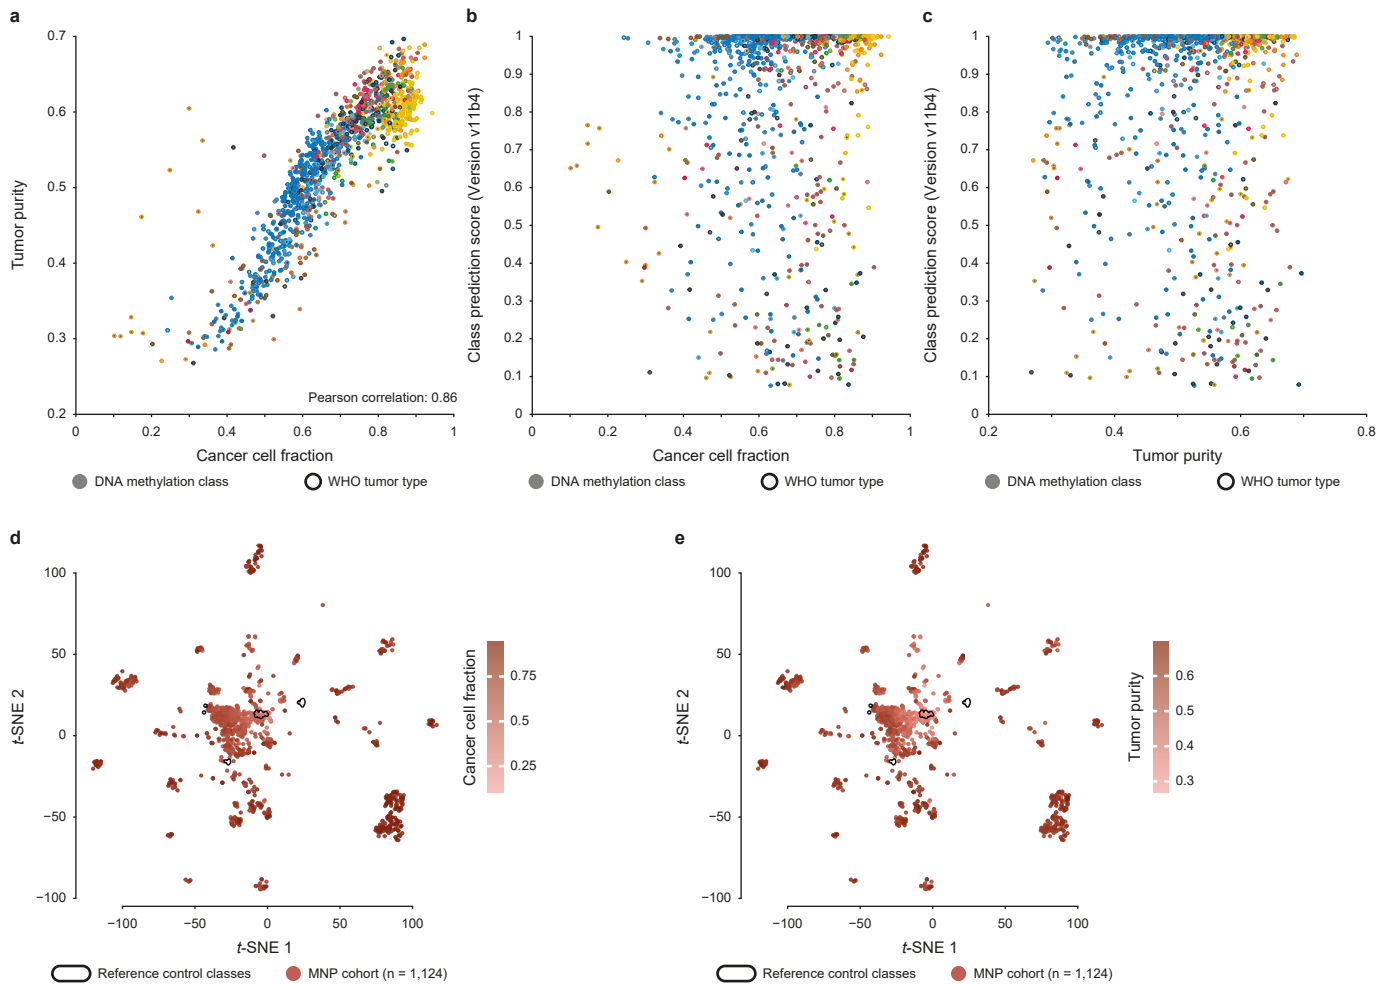 a
0.7
0.6
0.5
0.4
0.3
0.2
Tumor purity
Pearson correlation: 0.86
0
0.2
0.4
0.6
0.8
1
Cancer cell fraction
DNA methylation class
WHO tumor type
b
1
0.9
0.8
0.7
0.6
0.5
0.4
0.3
0.2
0.1
0
Class prediction score (Version v11b4)
0
0.2
0.4
0.6
0.8
1
Cancer cell fraction
DNA methylation class
WHO tumor type
c
1
0.9
0.8
0.7
0.6
0.5
0.4
0.3
0.2
0.1
0
Class prediction score (Version v11b4)
0.2
0.4
0.6
0.8
Tumor purity
DNA methylation class
WHO tumor type
d
100
50
0
−50
−100
t-SNE 2
−100
−50
0
50
100
t-SNE 1
Cancer cell fraction
0.75
0.5
0.25
Reference control classes
MNP cohort (n = 1,124)
e
100
50
0
−50
−100
t-SNE 2
−100
−50
0
50
100
t-SNE 1
Tumor purity
0.6
0.5
0.4
0.3
Reference control classes
MNP cohort (n = 1,124)